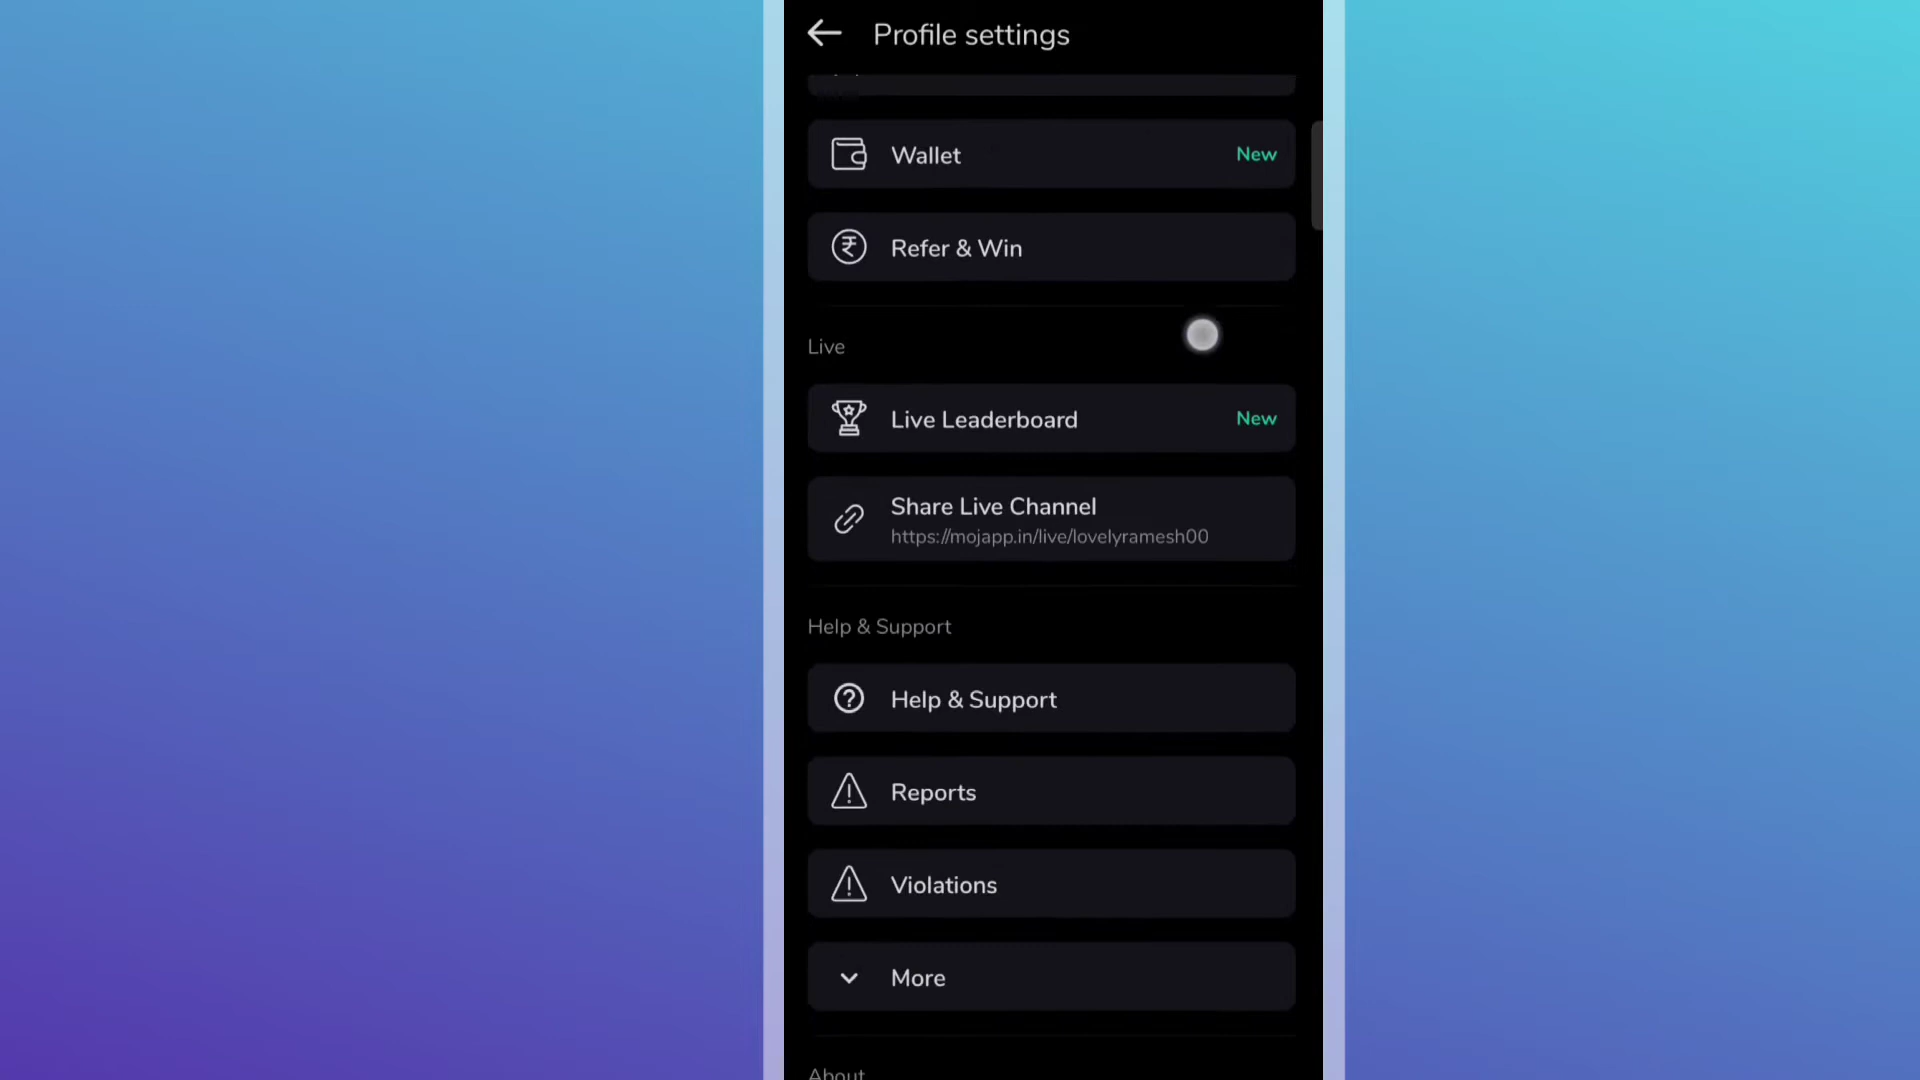 Profile settings
Wallet
New
Refer & Win
Live
Live Leaderboard
New
Share Live Channel
https://mojapp.in/live/lovelyramesh00
Help & Support
Help & Support
Reports
Violations
More
About